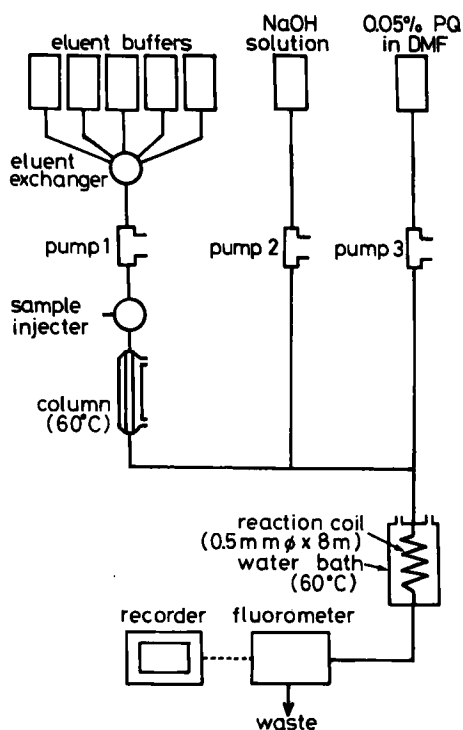 eluent buffers
NaOH
solution
0.05% PQ
in DMF
eluent
exchanger
pump 1
pump 2
pump 3
sample
injecter
column
(60°C)
reaction coil
(0.5mm φ x 8m)
water bath
(60°C)
recorder
fluorometer
waste